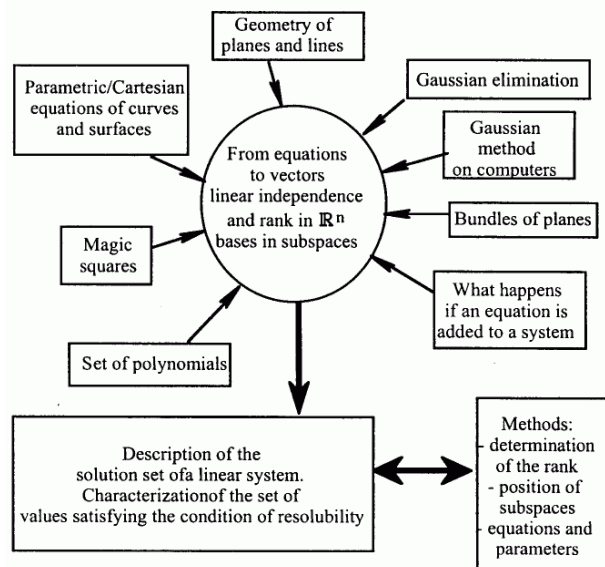 Geometry of
planes and lines
Parametric/Cartesian
equations of curves
and surfaces
Gaussian elimination
Gaussian
method
on computers
From equations
to vectors
linear independence
and rank in ℝⁿ
bases in subspaces
Bundles of planes
Magic
squares
What happens
if an equation is
added to a system
Set of polynomials
Description of the
solution set ofa linear system.
Characterizationof the set of
values satisfying the condition of resolubility
Methods:
- determination
of the rank
- position of
subspaces
- equations and
parameters